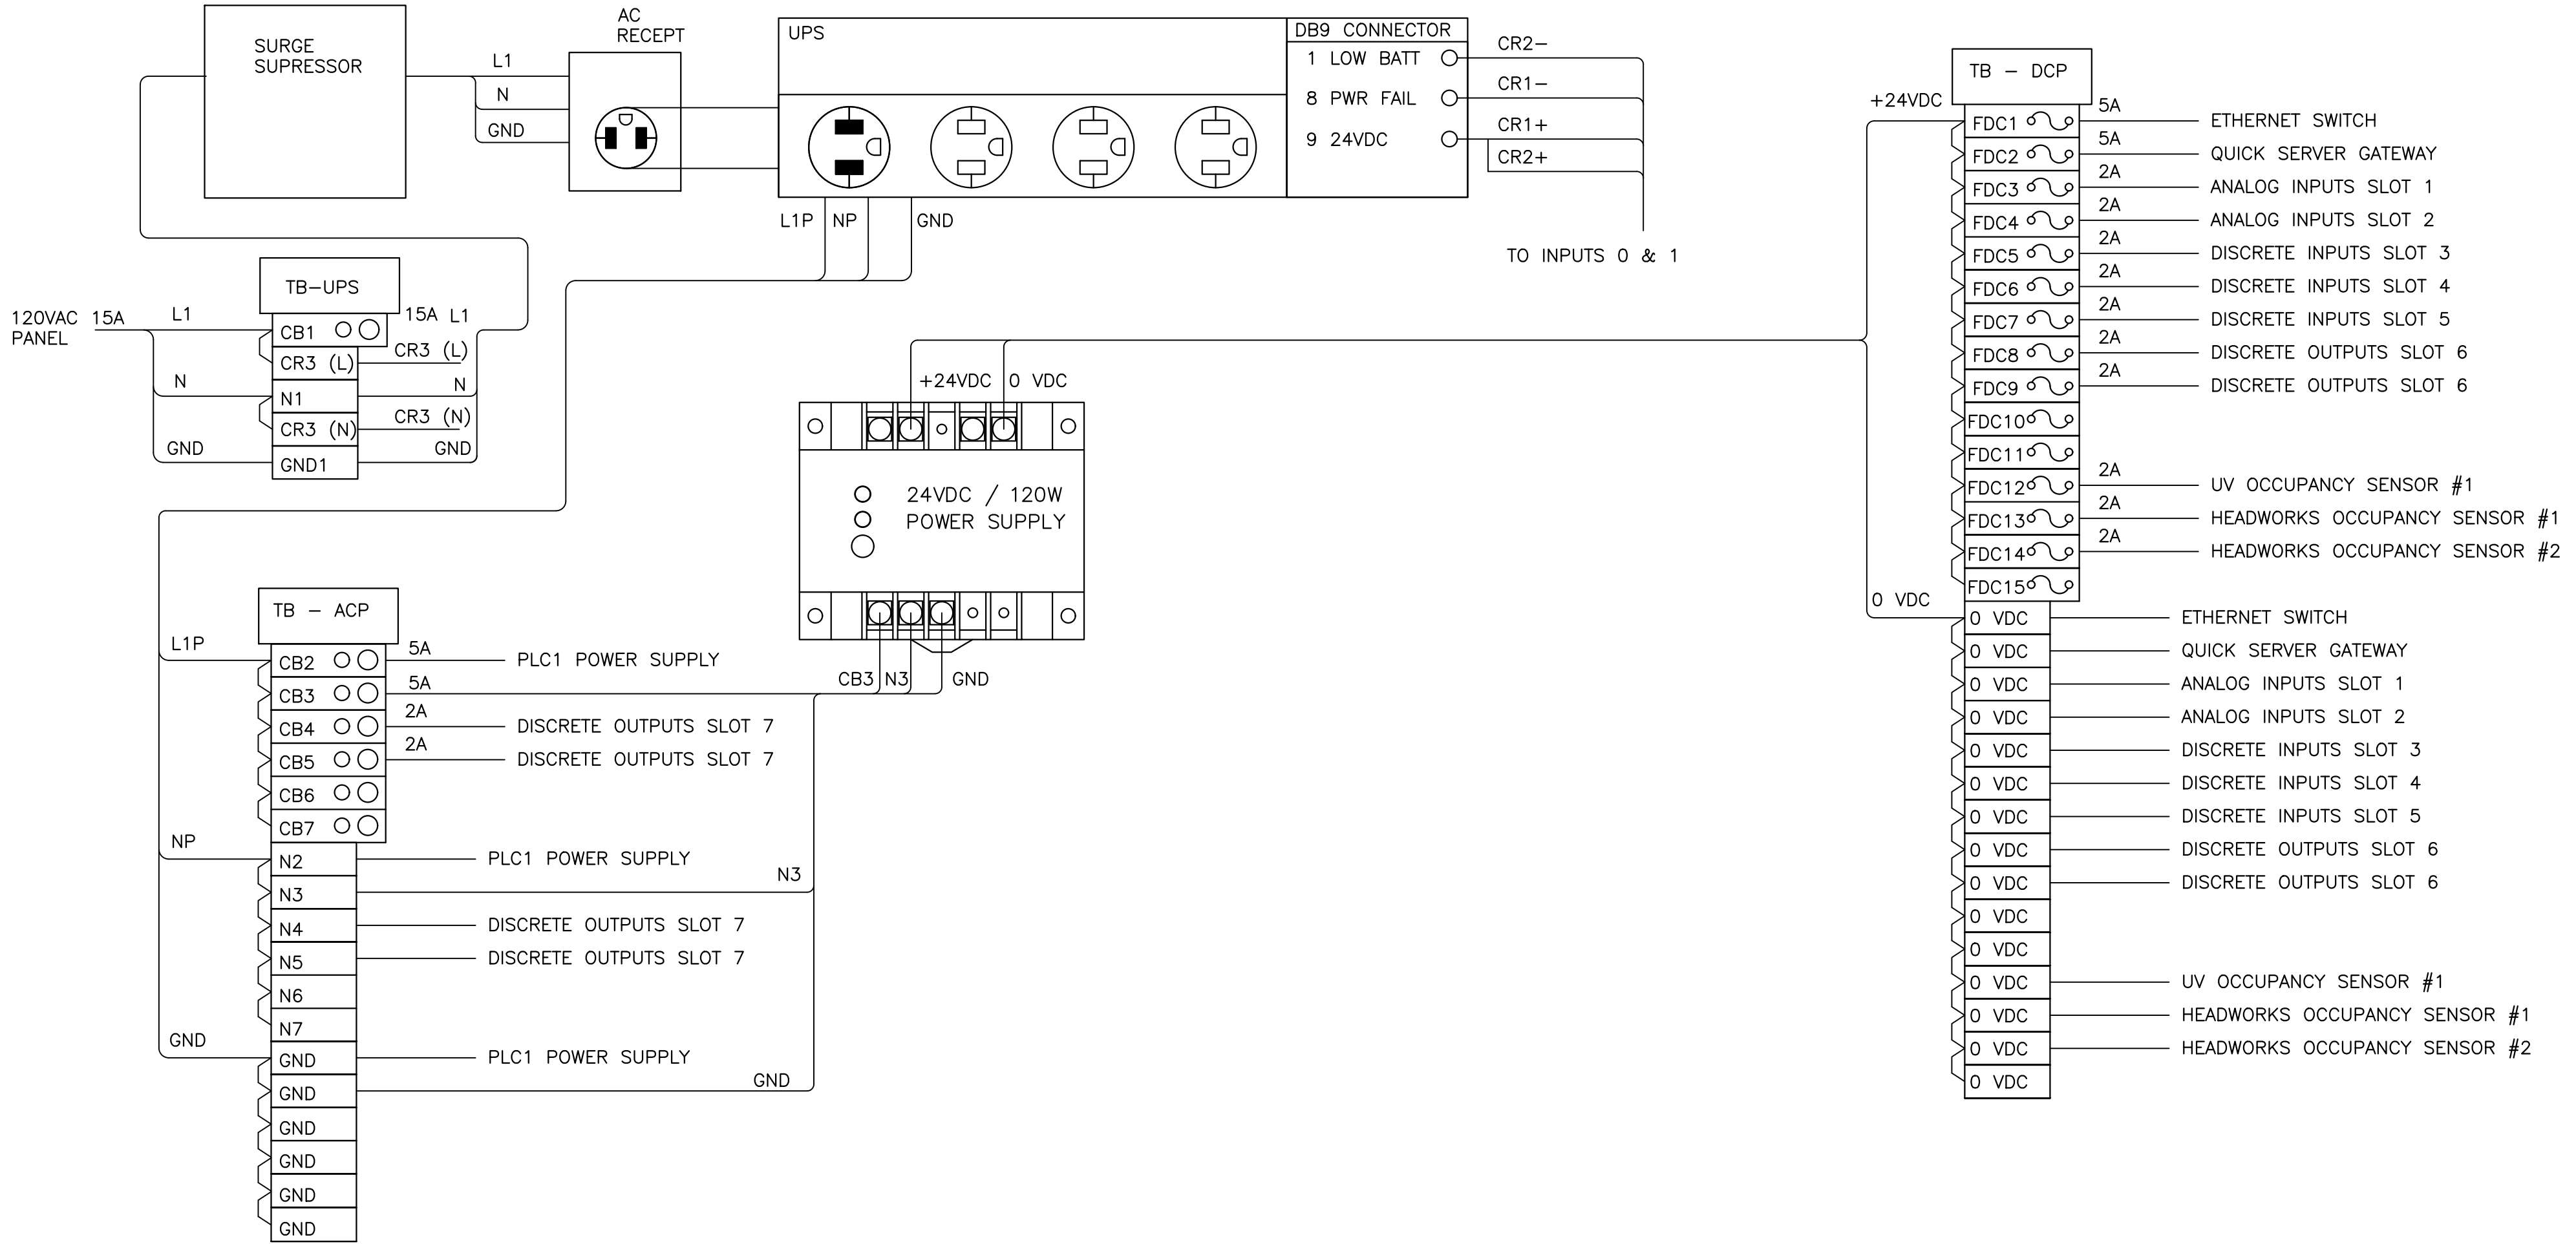 SURGE
SUPRESSOR
L1
N
GND
AC
RECEPT
UPS
DB9 CONNECTOR
1 LOW BATT
8 PWR FAIL
9 24VDC
CR2-
CR1-
CR1+
CR2+
TO INPUTS 0 & 1
L1P NP GND
TB-UPS
120VAC 15A
PANEL
L1
CB1
15A L1
CR3 (L)
CR3 (L)
N
N1
N
CR3 (N)
CR3 (N)
GND
GND1
GND
+24VDC 0 VDC
24VDC / 120W
POWER SUPPLY
CB3 N3 GND
TB - ACP
L1P
CB2 5A PLC1 POWER SUPPLY
CB3 5A
CB4 2A DISCRETE OUTPUTS SLOT 7
CB5 2A DISCRETE OUTPUTS SLOT 7
CB6
CB7
NP
N2 PLC1 POWER SUPPLY
N3 N3
N4 DISCRETE OUTPUTS SLOT 7
N5 DISCRETE OUTPUTS SLOT 7
N6
N7
GND
GND PLC1 POWER SUPPLY
GND GND
GND
GND
GND
GND
TB - DCP
+24VDC
FDC1 5A ETHERNET SWITCH
FDC2 5A QUICK SERVER GATEWAY
FDC3 2A ANALOG INPUTS SLOT 1
FDC4 2A ANALOG INPUTS SLOT 2
FDC5 2A DISCRETE INPUTS SLOT 3
FDC6 2A DISCRETE INPUTS SLOT 4
FDC7 2A DISCRETE INPUTS SLOT 5
FDC8 2A DISCRETE OUTPUTS SLOT 6
FDC9 2A DISCRETE OUTPUTS SLOT 6
FDC10
FDC11
FDC12 2A UV OCCUPANCY SENSOR #1
FDC13 2A HEADWORKS OCCUPANCY SENSOR #1
FDC14 2A HEADWORKS OCCUPANCY SENSOR #2
FDC15
0 VDC
0 VDC ETHERNET SWITCH
0 VDC QUICK SERVER GATEWAY
0 VDC ANALOG INPUTS SLOT 1
0 VDC ANALOG INPUTS SLOT 2
0 VDC DISCRETE INPUTS SLOT 3
0 VDC DISCRETE INPUTS SLOT 4
0 VDC DISCRETE INPUTS SLOT 5
0 VDC DISCRETE OUTPUTS SLOT 6
0 VDC DISCRETE OUTPUTS SLOT 6
0 VDC
0 VDC
0 VDC UV OCCUPANCY SENSOR #1
0 VDC HEADWORKS OCCUPANCY SENSOR #1
0 VDC HEADWORKS OCCUPANCY SENSOR #2
0 VDC